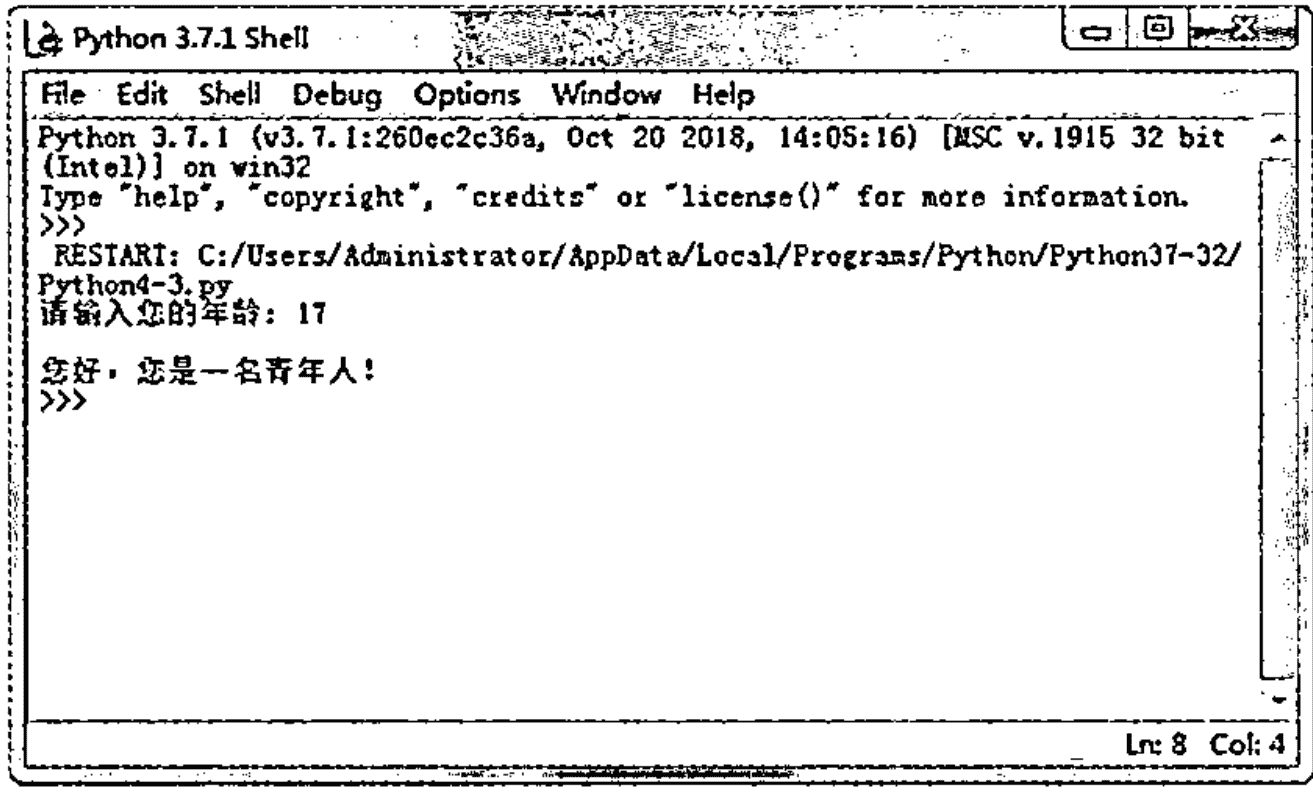 Python 3.7.1 Shell
File Edit Shell Debug Options Window Help
Python 3.7.1 (v3.7.1:260ec2c36a, Oct 20 2018, 14:05:16) [MSC v.1915 32 bit
(Intel)] on win32
Type "help", "copyright", "credits" or "license()" for more information.
>>>
RESTART: C:/Users/Administrator/AppData/Local/Programs/Python/Python37-32/
Python4-3.py
请输入您的年龄: 17
您好，您是一名青年人!
>>>
Ln: 8 Col: 4